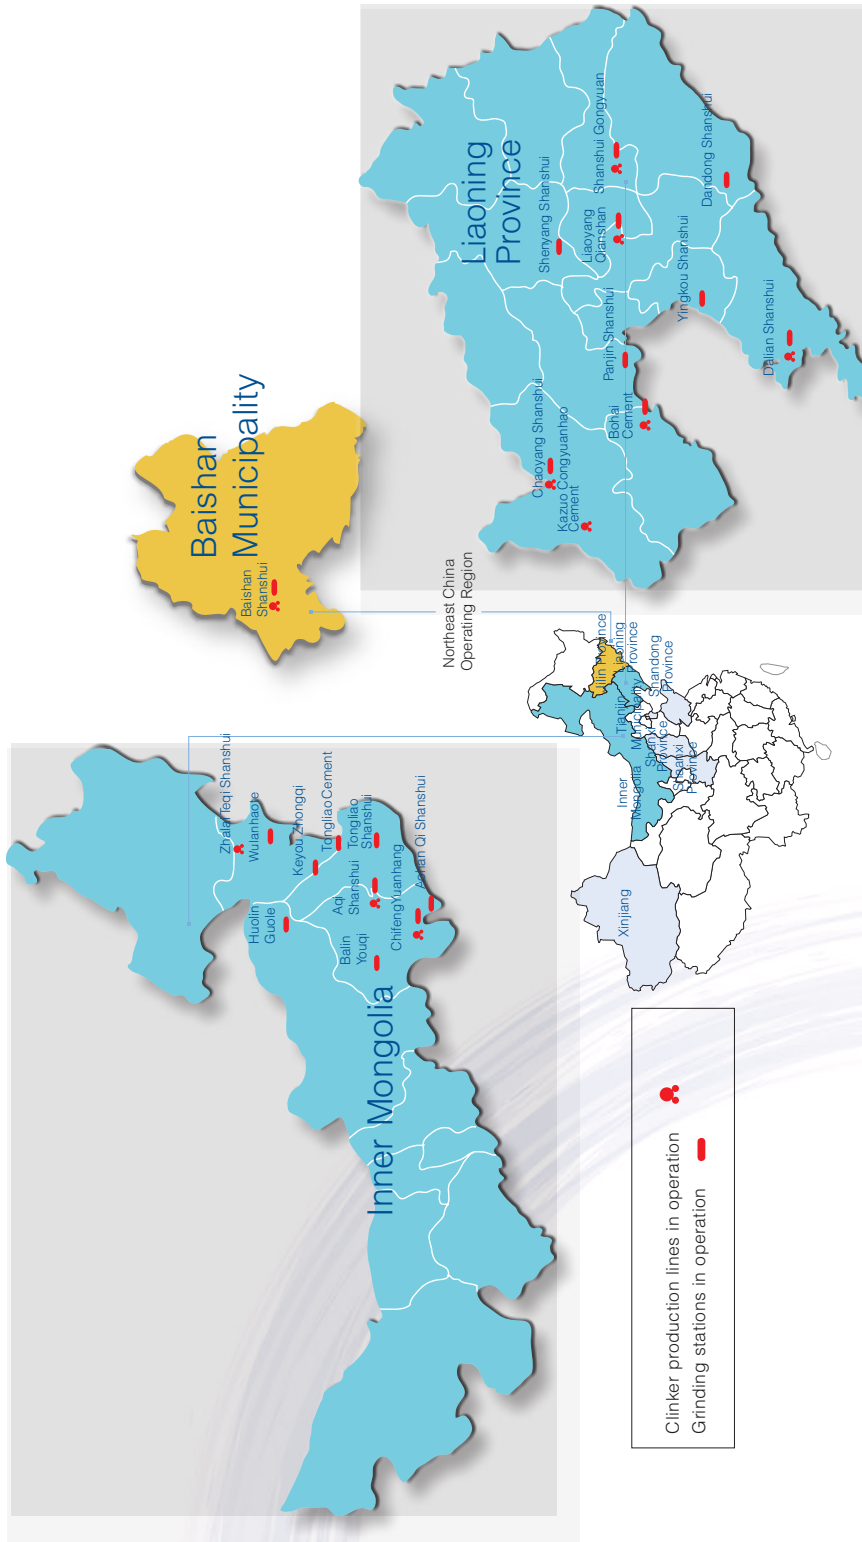 Inner Mongolia
Zhalai Teqi Shanshui
Wulanhaote
Keyou Zhongqi
Tongliao Cement
Tongliao
Shanshui
Huolin
Guole
Aqi
Shanshui
Balin
Youqi
ChifengYuanhang
Aohan Qi Shanshui
Baishan
Municipality
Baishan
Shanshui
Northeast China
Operating Region
Liaoning
Province
Shenyang Shanshui
Shanshui Gongyuan
Liaoyang
Qianshan
Dandong Shanshui
Yingkou Shanshui
Panjin Shanshui
Dalian Shanshui
Bohai
Cement
Chaoyang Shanshui
Kazuo Congyuanhao
Cement
Xinjiang
Inner
Mongolia
Jilin Province
Liaoning
Province
Tianjin
Municipality
Shandong
Province
Shanxi
Province
Shaanxi
Province
Clinker production lines in operation
Grinding stations in operation